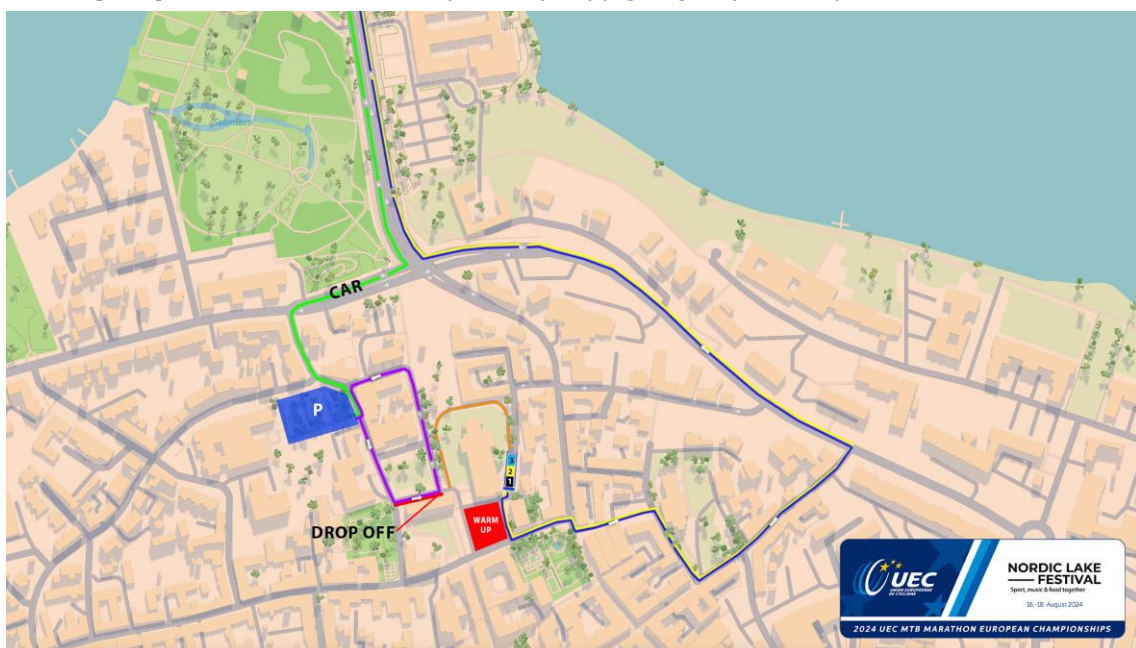 CAR
P
3
2
1
DROP OFF
WARM
UP
UEC
UNION EUROPÉENNE
DE CYCLISME
NORDIC LAKE
FESTIVAL
Sport, music & food together
16.-18. August 2024
2024 UEC MTB MARATHON EUROPEAN CHAMPIONSHIPS